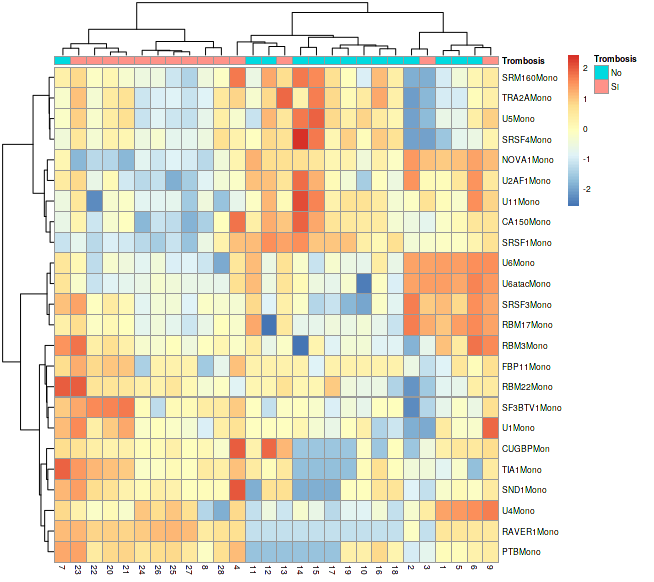 Trombosis
SRM160Mono
TRA2AMono
U5Mono
SRSF4Mono
NOVA1Mono
U2AF1Mono
U11Mono
CA150Mono
SRSF1Mono
U6Mono
U6atacMono
SRSF3Mono
RBM17Mono
RBM3Mono
FBP11Mono
RBM22Mono
SF3BTV1Mono
U1Mono
CUGBPMon
TIA1Mono
SND1Mono
U4Mono
RAVER1Mono
PTBMono
7 23 22 20 21 24 26 25 27 8 28 4 11 12 13 14 15 17 19 10 16 18 2 3 1 5 6 9
2
1
0
-1
-2
Trombosis
No
SI